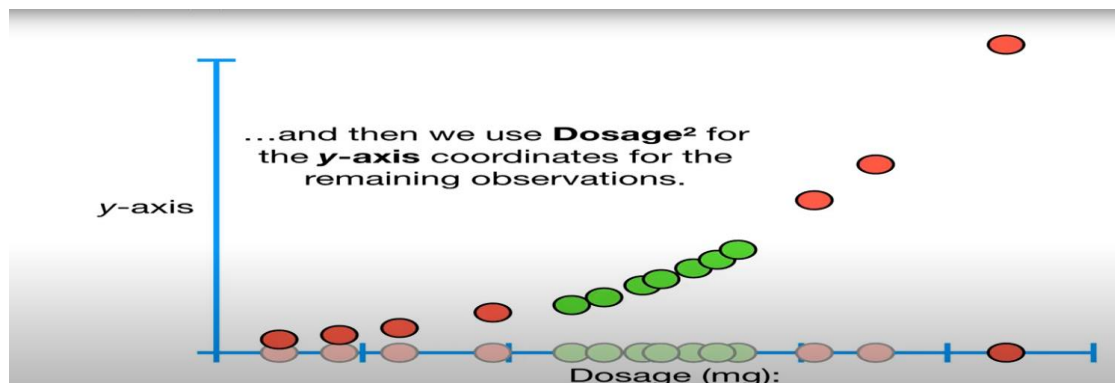 ...and then we use Dosage² for
the y-axis coordinates for the
remaining observations.
y-axis
Dosage (mg):